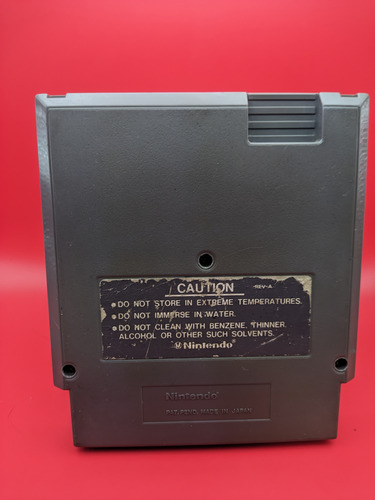 CAUTION
REV-A
•DO NOT STORE IN EXTREME TEMPERATURES.
•DO NOT IMMERSE IN WATER.
•DO NOT CLEAN WITH BENZENE, THINNER,
ALCOHOL OR OTHER SUCH SOLVENTS.
Nintendo®
Nintendo
PAT. PEND. MADE IN JAPAN